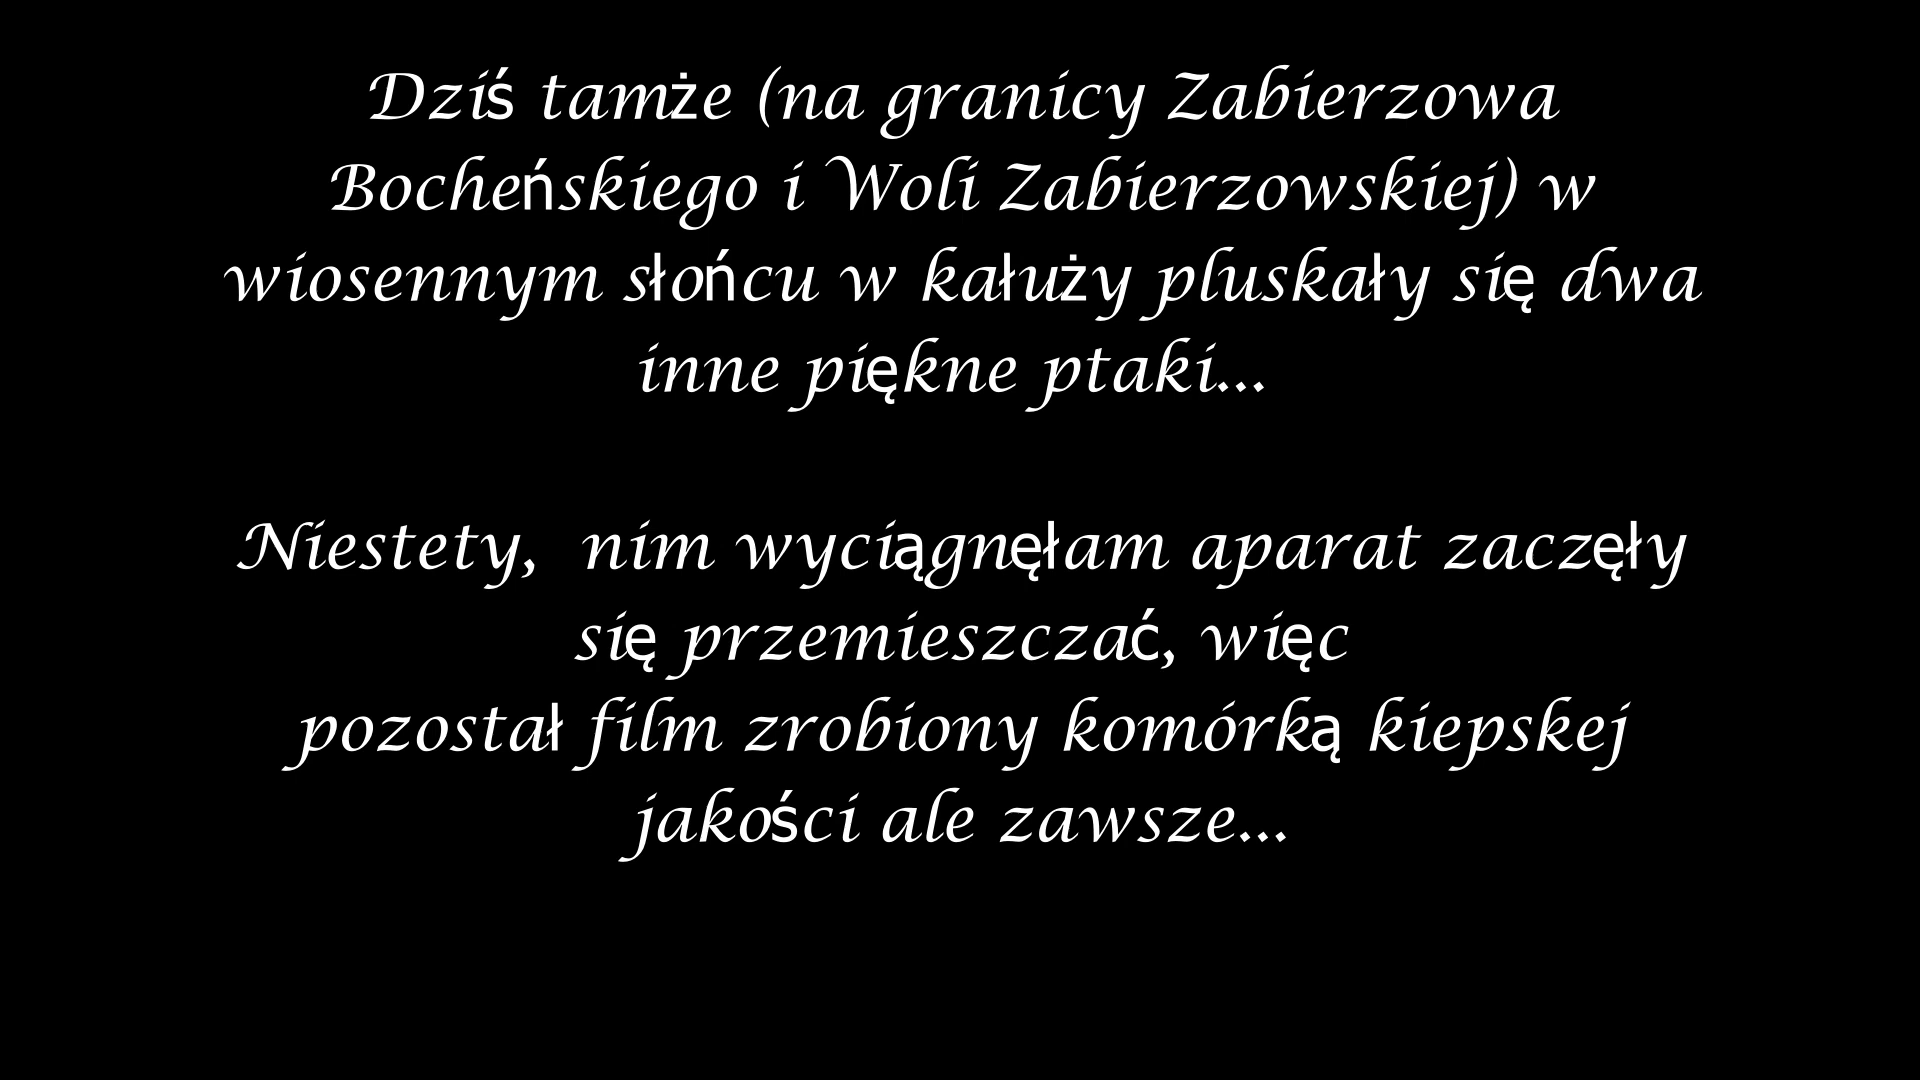 Dziś tamże (na granicy Zabierzowa
Bocheńskiego i Woli Zabierzowskiej) w
wiosennym słońcu w kałuży pluskały się dwa
inne piękne ptaki...
Niestety,  nim wyciągnęłam aparat zaczęły
się przemieszczać, więc
pozostał film zrobiony komórką kiepskej
jakości ale zawsze...